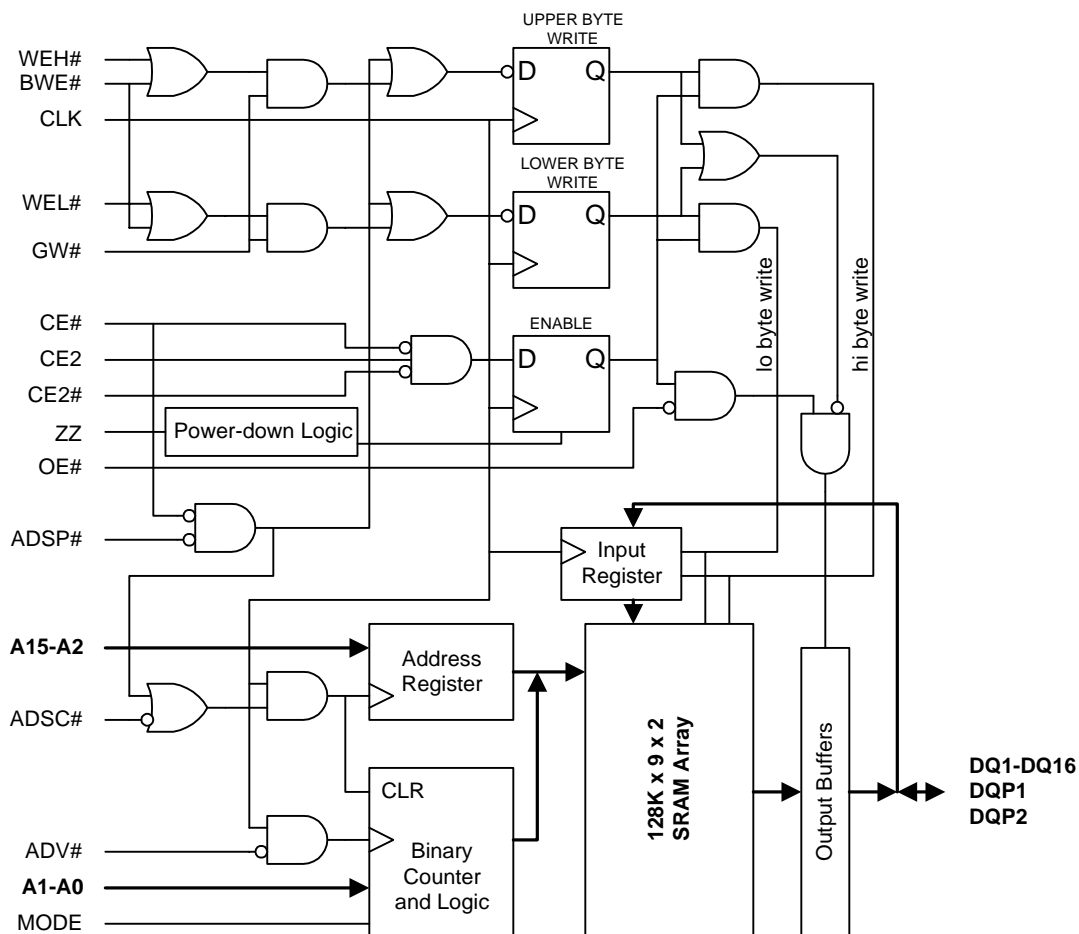 UPPER BYTE
WRITE
WEH#
BWE#
D Q
CLK
LOWER BYTE
WRITE
WEL#
D Q
GW#
lo byte write
hi byte write
CE#
ENABLE
CE2
D Q
CE2#
ZZ
Power-down Logic
OE#
ADSP#
Input
Register
A15-A2
Address
Register
ADSC#
128K x 9 x 2
SRAM Array
Output Buffers
CLR
DQ1-DQ16
DQP1
DQP2
ADV#
Binary
Counter
and Logic
A1-A0
MODE